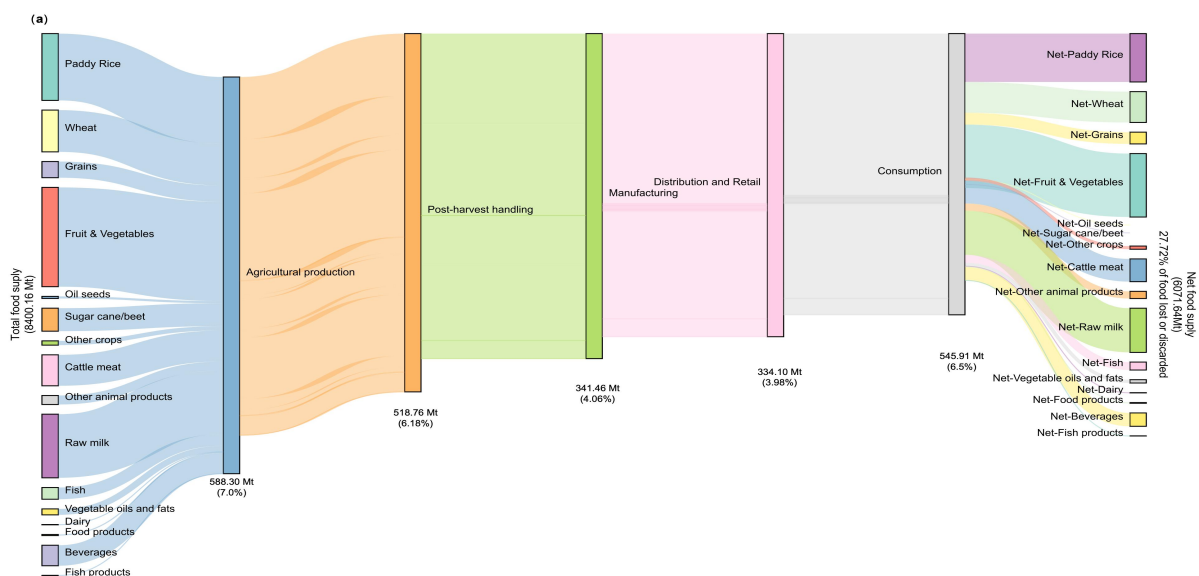 (a)
Total food suply
(8400.16 Mt)
Paddy Rice
Wheat
Grains
Fruit & Vegetables
Oil seeds
Sugar cane/beet
Other crops
Cattle meat
Other animal products
Raw milk
Fish
Vegetable oils and fats
Dairy
Food products
Beverages
Fish products
Agricultural production
588.30 Mt
(7.0%)
Post-harvest handling
518.76 Mt
(6.18%)
Manufacturing
341.46 Mt
(4.06%)
Distribution and Retail
334.10 Mt
(3.98%)
Consumption
545.91 Mt
(6.5%)
Net-Paddy Rice
Net-Wheat
Net-Grains
Net-Fruit & Vegetables
Net-Oil seeds
Net-Sugar cane/beet
Net-Other crops
Net-Cattle meat
Net-Other animal products
Net-Raw milk
Net-Fish
Net-Vegetable oils and fats
Net-Dairy
Net-Food products
Net-Beverages
Net-Fish products
Net food suply
(6071.64Mt)
27.72% of food lost or discarded